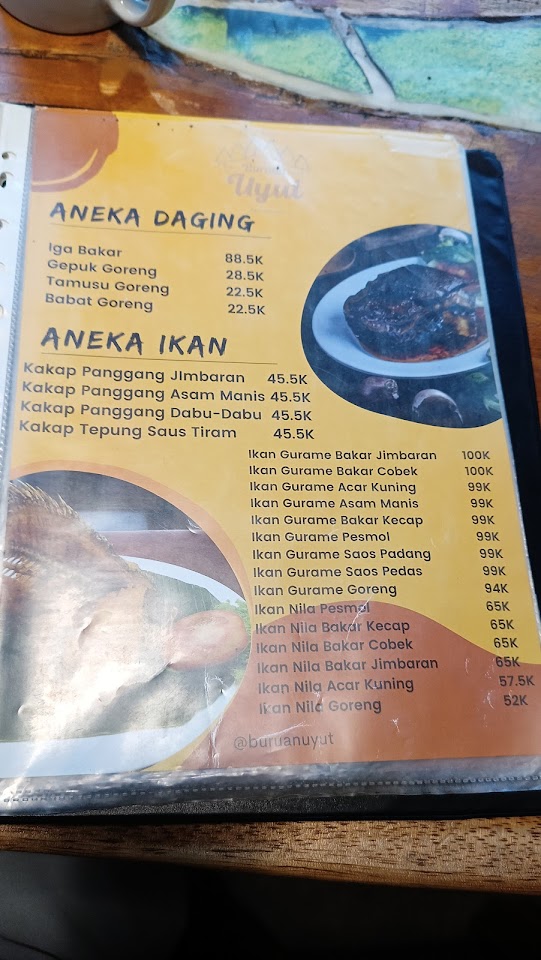 Uyut
ANEKA DAGING
Iga Bakar 88.5K
Gepuk Goreng 28.5K
Tamusu Goreng 22.5K
Babat Goreng 22.5K
ANEKA IKAN
Kakap Panggang JImbaran 45.5K
Kakap Panggang Asam Manis 45.5K
Kakap Panggang Dabu-Dabu 45.5K
Kakap Tepung Saus Tiram 45.5K
Ikan Gurame Bakar Jimbaran 100K
Ikan Gurame Bakar Cobek 100K
Ikan Gurame Acar Kuning 99K
Ikan Gurame Asam Manis 99K
Ikan Gurame Bakar Kecap 99K
Ikan Gurame Pesmol 99K
Ikan Gurame Saos Padang 99K
Ikan Gurame Saos Pedas 99K
Ikan Gurame Goreng 94K
Ikan Nila Pesmol 65K
Ikan Nila Bakar Kecap 65K
Ikan Nila Bakar Cobek 65K
Ikan Nila Bakar Jimbaran 65K
Ikan Nila Acar Kuning 57.5K
Ikan Nila Goreng 52K
@buruanuyut